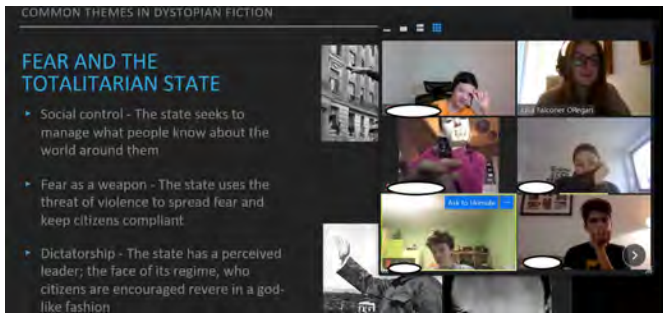 COMMON THEMES IN DYSTOPIAN FICTION
FEAR AND THE
TOTALITARIAN STATE
Social control - The state seeks to
manage what people know about the
world around them
Fear as a weapon - The state uses the
threat of violence to spread fear and
keep citizens compliant
Dictatorship - The state has a perceived
leader; the face of its regime, who
citizens are encouraged revere in a god-
like fashion
Falconer
Ask to Unmute